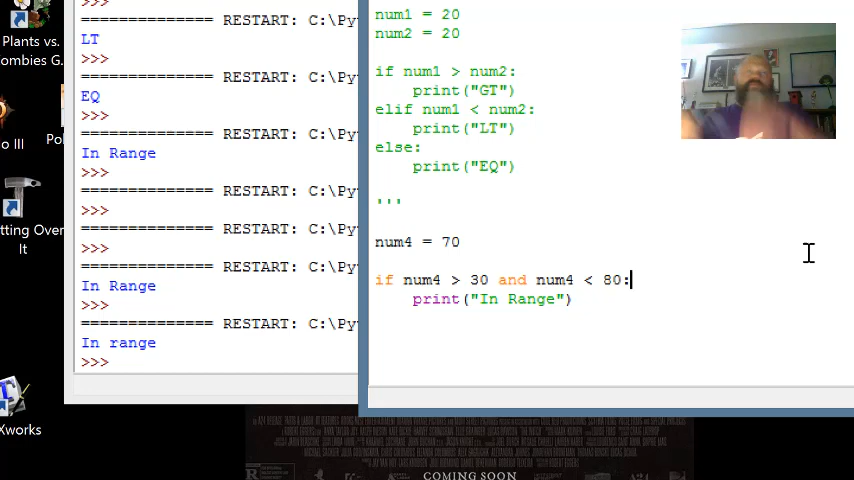 Plants vs.
Zombies G.
o III
Pol
tting Over
It
Xworks
>>>
=============== RESTART: C:\Py
LT
>>>
=============== RESTART: C:\Py
EQ
>>>
=============== RESTART: C:\Py
In Range
>>>
=============== RESTART: C:\Py
>>>
=============== RESTART: C:\Py
>>>
=============== RESTART: C:\Py
In Range
>>>
=============== RESTART: C:\Py
In range
>>>
num1 = 20
num2 = 20
if num1 > num2:
    print("GT")
elif num1 < num2:
    print("LT")
else:
    print("EQ")
'''
num4 = 70
if num4 > 30 and num4 < 80:
    print("In Range")
COMING SOON